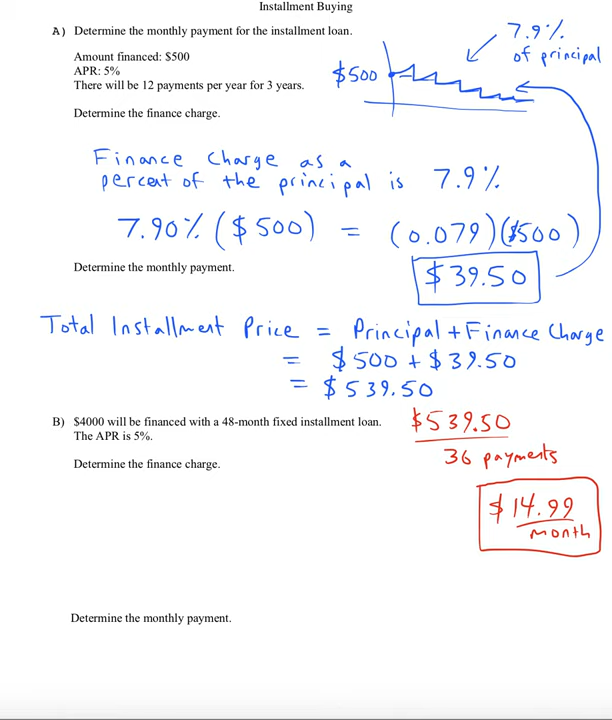 Installment Buying
A) Determine the monthly payment for the installment loan.
7.9%
of principal
Amount financed: $500
APR: 5%
There will be 12 payments per year for 3 years.
$500
Determine the finance charge.
Finance Charge as a
percent of the principal is 7.9%
7.90% ($500) = (0.079)($500)
Determine the monthly payment.
$39.50
Total Installment Price = Principal + Finance Charge
= $500 + $39.50
= $539.50
B) $4000 will be financed with a 48-month fixed installment loan.
The APR is 5%.
$539.50
36 payments
Determine the finance charge.
$14.99
month
Determine the monthly payment.